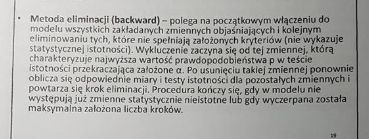 • Metoda eliminacji (backward) – polega na początkowym włączeniu do
modelu wszystkich zakładanych zmiennych objaśniających i kolejnym
eliminowaniu tych, które nie spełniają założonych kryteriów (nie wykazuje
statystycznej istotności). Wykluczenie zaczyna się od tej zmiennej, którą
charakteryzuje najwyższa wartość prawdopodobieństwa p w teście
istotności przekraczająca założone α. Po usunięciu takiej zmiennej ponownie
oblicza się odpowiednie miary i testy istotności dla pozostałych zmiennych i
powtarza się krok eliminacji. Procedura kończy się, gdy w modelu nie
występują już zmienne statystycznie nieistotne lub gdy wyczerpana została
maksymalna założona liczba kroków.
19